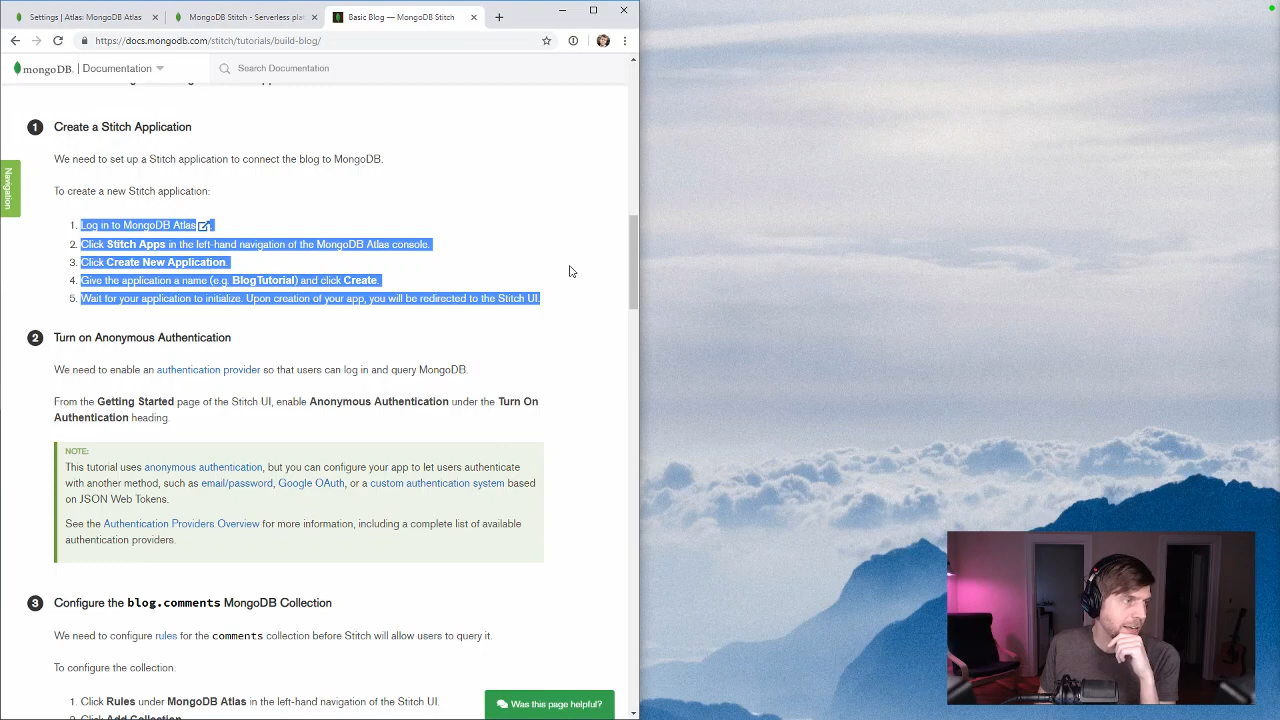 Settings | Atlas: MongoDB Atlas
MongoDB Stitch - Serverless pla
Basic Blog — MongoDB Stitch
https://docs.mongodb.com/stitch/tutorials/build-blog/
mongoDB. | Documentation
Search Documentation
Navigation
1 Create a Stitch Application
We need to set up a Stitch application to connect the blog to MongoDB.
To create a new Stitch application:
1. Log in to MongoDB Atlas .
2. Click Stitch Apps in the left-hand navigation of the MongoDB Atlas console.
3. Click Create New Application.
4. Give the application a name (e.g. BlogTutorial) and click Create.
5. Wait for your application to initialize. Upon creation of your app, you will be redirected to the Stitch UI.
2 Turn on Anonymous Authentication
We need to enable an authentication provider so that users can log in and query MongoDB.
From the Getting Started page of the Stitch UI, enable Anonymous Authentication under the Turn On
Authentication heading.
NOTE:
This tutorial uses anonymous authentication, but you can configure your app to let users authenticate
with another method, such as email/password, Google OAuth, or a custom authentication system based
on JSON Web Tokens.
See the Authentication Providers Overview for more information, including a complete list of available
authentication providers.
3 Configure the blog.comments MongoDB Collection
We need to configure rules for the comments collection before Stitch will allow users to query it.
To configure the collection:
1. Click Rules under MongoDB Atlas in the left-hand navigation of the Stitch UI.
2. Click Add Collection
Was this page helpful?